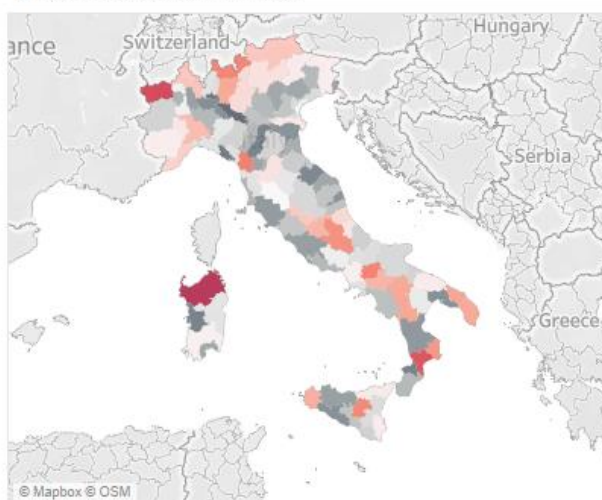 Hungary
Switzerland
ance
Serbia
Greece
© Mapbox © OSM